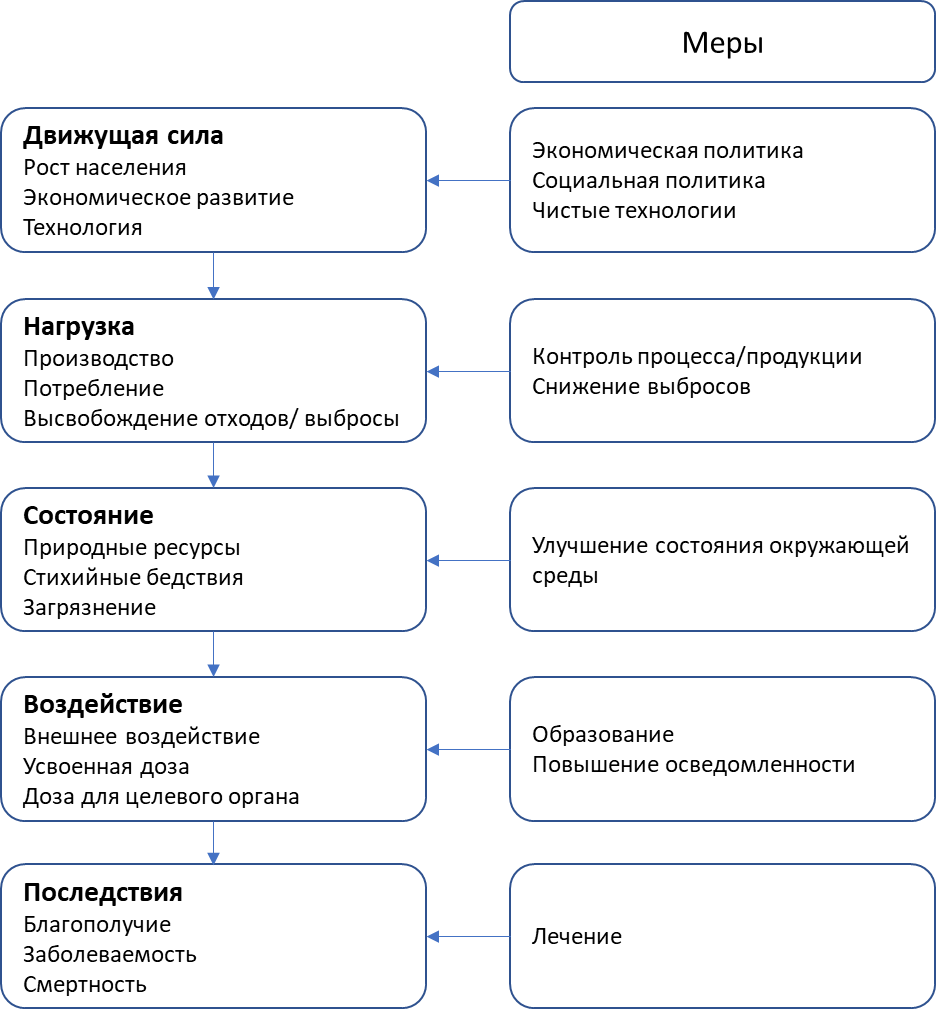 Меры
Движущая сила
Рост населения
Экономическое развитие
Технология
Экономическая политика
Социальная политика
Чистые технологии
Нагрузка
Производство
Потребление
Высвобождение отходов/ выбросы
Контроль процесса/продукции
Снижение выбросов
Состояние
Природные ресурсы
Стихийные бедствия
Загрязнение
Улучшение состояния окружающей
среды
Воздействие
Внешнее воздействие
Усвоенная доза
Доза для целевого органа
Образование
Повышение осведомленности
Последствия
Благополучие
Заболеваемость
Смертность
Лечение